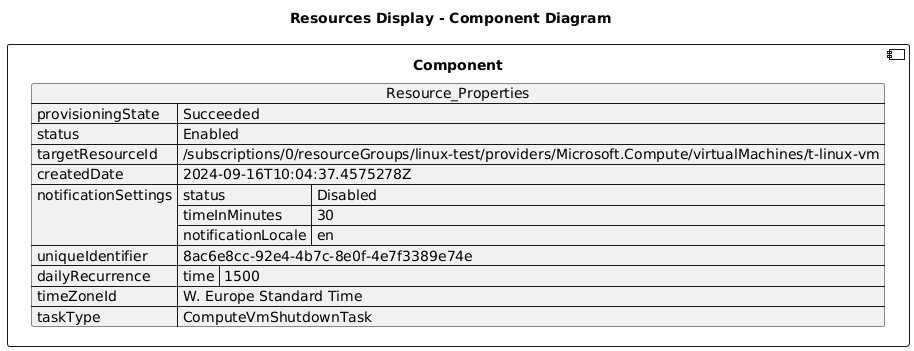 Resources Display - Component Diagram
Component
Resource_Properties
provisioningState Succeeded
status Enabled
targetResourceId /subscriptions/0/resourceGroups/linux-test/providers/Microsoft.Compute/virtualMachines/t-linux-vm
createdDate 2024-09-16T10:04:37.4575278Z
notificationSettings status Disabled
timeInMinutes 30
notificationLocale en
uniqueIdentifier 8ac6e8cc-92e4-4b7c-8e0f-4e7f3389e74e
dailyRecurrence time 1500
timeZoneId W. Europe Standard Time
taskType ComputeVmShutdownTask